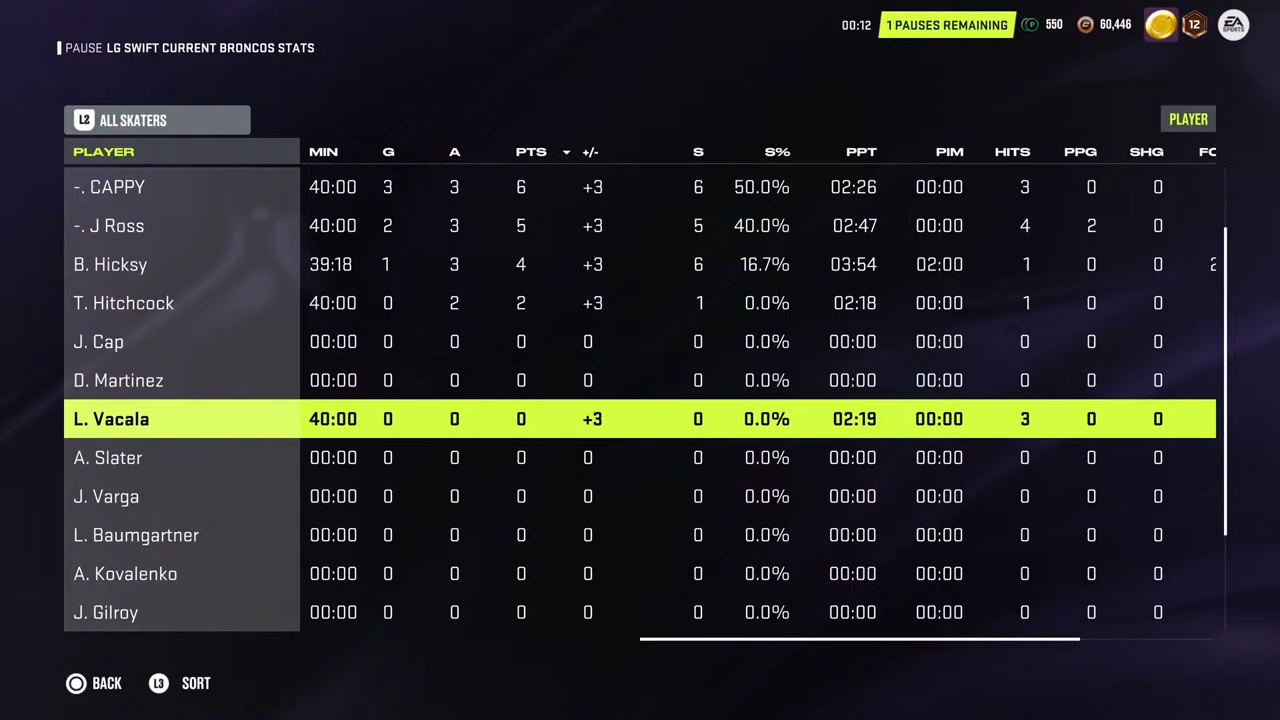 00:12 1 PAUSES REMAINING P 550 C 60,446 12 EA SPORTS
PAUSE LG SWIFT CURRENT BRONCOS STATS
L2 ALL SKATERS PLAYER
PLAYER MIN G A PTS +/- S S% PPT PIM HITS PPG SHG FO
-. CAPPY 40:00 3 3 6 +3 6 50.0% 02:26 00:00 3 0 0
-. J Ross 40:00 2 3 5 +3 5 40.0% 02:47 00:00 4 2 0
B. Hicksy 39:18 1 3 4 +3 6 16.7% 03:54 02:00 1 0 0 2
T. Hitchcock 40:00 0 2 2 +3 1 0.0% 02:18 00:00 1 0 0
J. Cap 00:00 0 0 0 0 0 0.0% 00:00 00:00 0 0 0
D. Martinez 00:00 0 0 0 0 0 0.0% 00:00 00:00 0 0 0
L. Vacala 40:00 0 0 0 +3 0 0.0% 02:19 00:00 3 0 0
A. Slater 00:00 0 0 0 0 0 0.0% 00:00 00:00 0 0 0
J. Varga 00:00 0 0 0 0 0 0.0% 00:00 00:00 0 0 0
L. Baumgartner 00:00 0 0 0 0 0 0.0% 00:00 00:00 0 0 0
A. Kovalenko 00:00 0 0 0 0 0 0.0% 00:00 00:00 0 0 0
J. Gilroy 00:00 0 0 0 0 0 0.0% 00:00 00:00 0 0 0
BACK L3 SORT